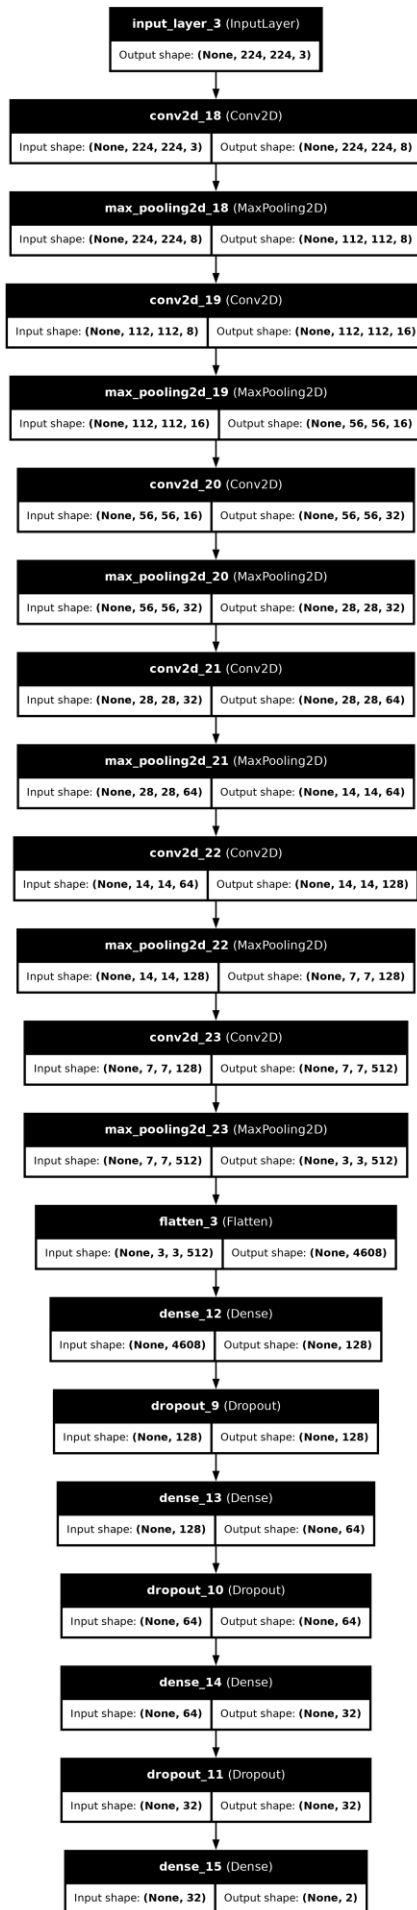 input_layer_3 (InputLayer)
Output shape: (None, 224, 224, 3)
conv2d_18 (Conv2D)
Input shape: (None, 224, 224, 3) Output shape: (None, 224, 224, 8)
max_pooling2d_18 (MaxPooling2D)
Input shape: (None, 224, 224, 8) Output shape: (None, 112, 112, 8)
conv2d_19 (Conv2D)
Input shape: (None, 112, 112, 8) Output shape: (None, 112, 112, 16)
max_pooling2d_19 (MaxPooling2D)
Input shape: (None, 112, 112, 16) Output shape: (None, 56, 56, 16)
conv2d_20 (Conv2D)
Input shape: (None, 56, 56, 16) Output shape: (None, 56, 56, 32)
max_pooling2d_20 (MaxPooling2D)
Input shape: (None, 56, 56, 32) Output shape: (None, 28, 28, 32)
conv2d_21 (Conv2D)
Input shape: (None, 28, 28, 32) Output shape: (None, 28, 28, 64)
max_pooling2d_21 (MaxPooling2D)
Input shape: (None, 28, 28, 64) Output shape: (None, 14, 14, 64)
conv2d_22 (Conv2D)
Input shape: (None, 14, 14, 64) Output shape: (None, 14, 14, 128)
max_pooling2d_22 (MaxPooling2D)
Input shape: (None, 14, 14, 128) Output shape: (None, 7, 7, 128)
conv2d_23 (Conv2D)
Input shape: (None, 7, 7, 128) Output shape: (None, 7, 7, 512)
max_pooling2d_23 (MaxPooling2D)
Input shape: (None, 7, 7, 512) Output shape: (None, 3, 3, 512)
flatten_3 (Flatten)
Input shape: (None, 3, 3, 512) Output shape: (None, 4608)
dense_12 (Dense)
Input shape: (None, 4608) Output shape: (None, 128)
dropout_9 (Dropout)
Input shape: (None, 128) Output shape: (None, 128)
dense_13 (Dense)
Input shape: (None, 128) Output shape: (None, 64)
dropout_10 (Dropout)
Input shape: (None, 64) Output shape: (None, 64)
dense_14 (Dense)
Input shape: (None, 64) Output shape: (None, 32)
dropout_11 (Dropout)
Input shape: (None, 32) Output shape: (None, 32)
dense_15 (Dense)
Input shape: (None, 32) Output shape: (None, 2)